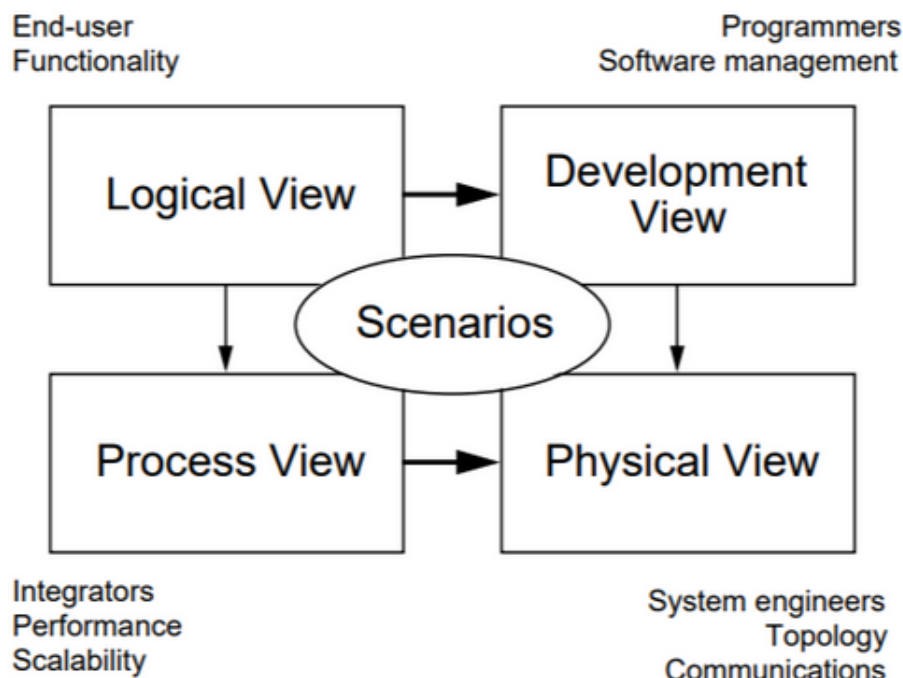 End-user
Functionality
Programmers
Software management
Logical View
Development
View
Scenarios
Process View
Physical View
Integrators
Performance
Scalability
System engineers
Topology
Communications